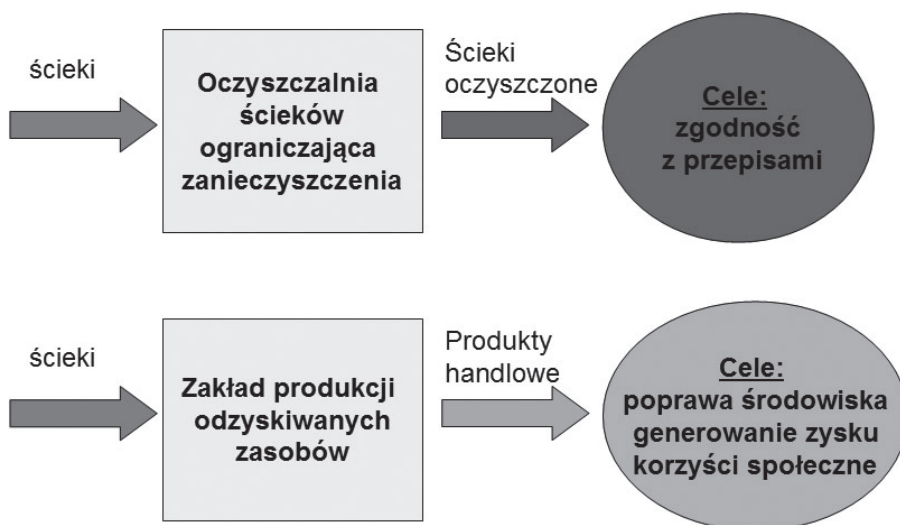 ścieki
Oczyszczalnia
ścieków
ograniczająca
zanieczyszczenia
Ścieki
oczyszczone
Cele:
zgodność
z przepisami
ścieki
Zakład produkcji
odzyskiwanych
zasobów
Produkty
handlowe
Cele:
poprawa środowiska
generowanie zysku
korzyści społeczne